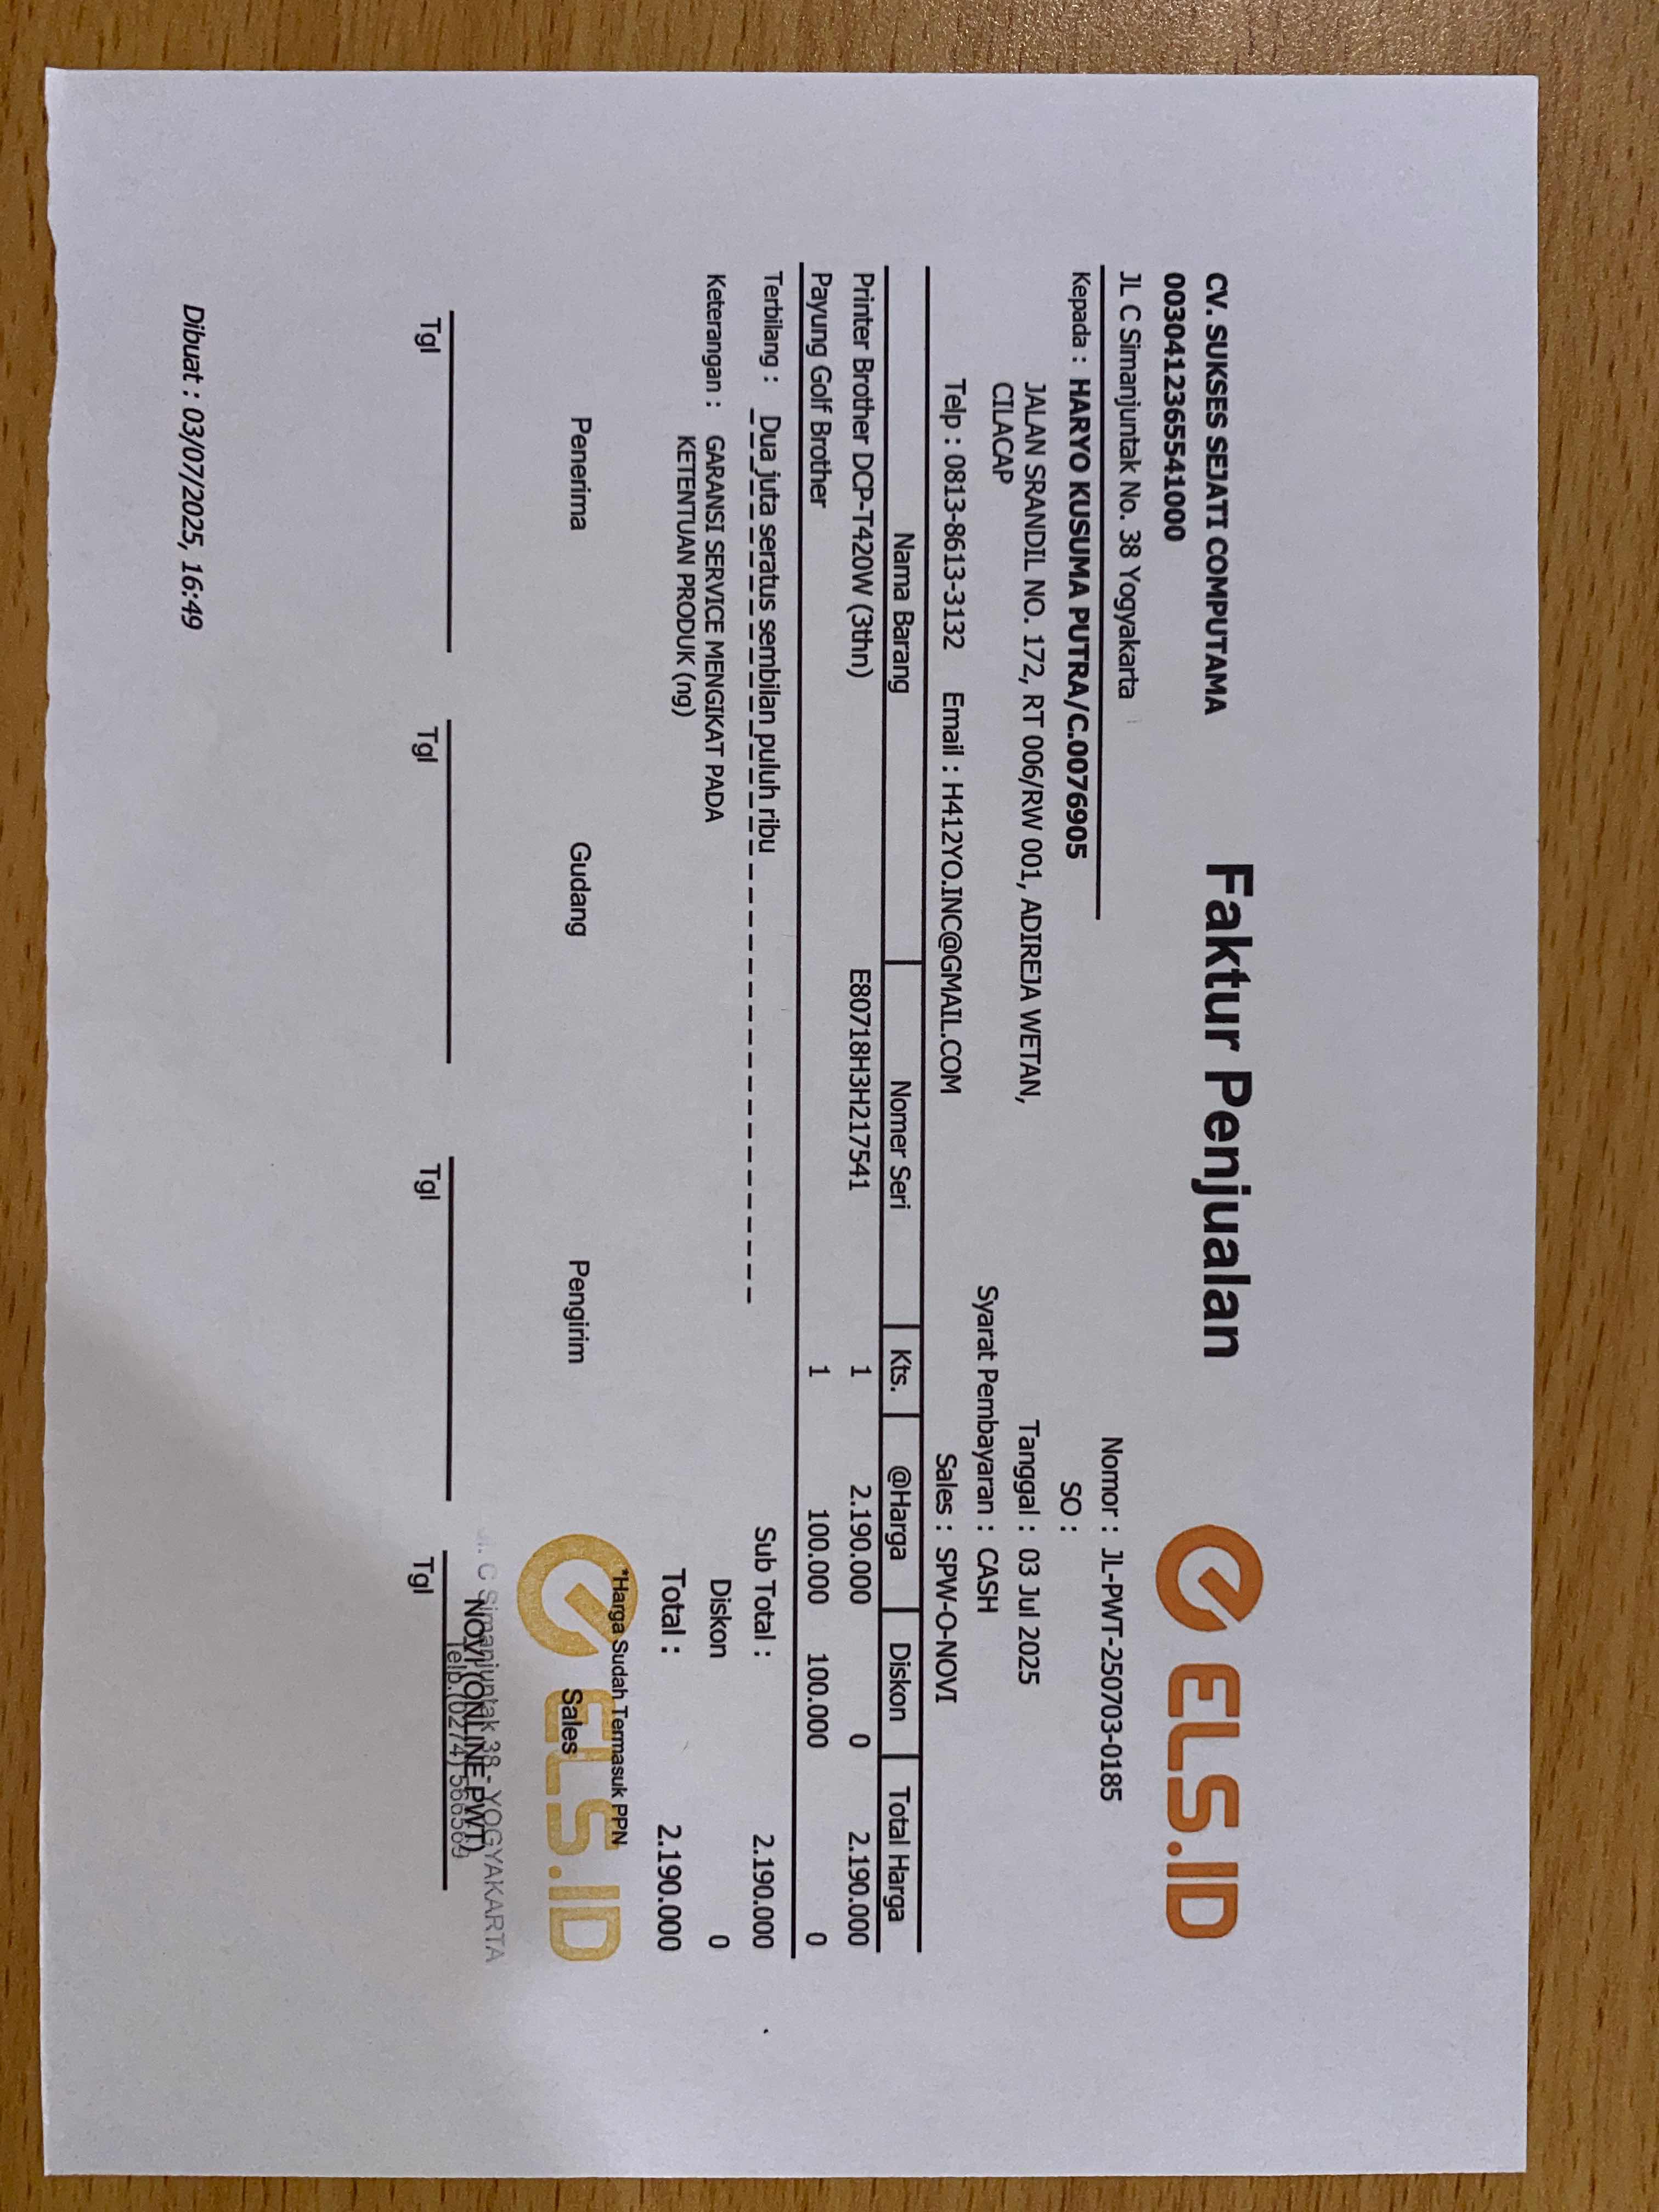 CV. SUKSES SEJATI COMPUTAMA
0030412365541000
JL C Simanjuntak No. 38 Yogyakarta
Faktur Penjualan
ELS.ID
Kepada : HARYO KUSUMA PUTRA/C.0076905
JALAN SRANDIL NO. 172, RT 006/RW 001, ADIREJA WETAN,
CILACAP
Telp : 0813-8613-3132 Email : H412YO.INC@GMAIL.COM
Nomor : JL-PWT-250703-0185
SO :
Tanggal : 03 Jul 2025
Syarat Pembayaran : CASH
Sales : SPW-O-NOVI
Nama Barang Nomer Seri Kts. @Harga Diskon Total Harga
Printer Brother DCP-T420W (3thn) E80718H3H217541 1 2.190.000 0 2.190.000
Payung Golf Brother 1 100.000 100.000 0
Terbilang : Dua juta seratus sembilan puluh ribu
Keterangan : GARANSI SERVICE MENGIKAT PADA
KETENTUAN PRODUK (ng)
Sub Total : 2.190.000
Diskon 0
Total : 2.190.000
*Harga Sudah Termasuk PPN
Penerima Gudang Pengirim Sales
ELS.ID
Jl. C Simanjuntak 38 - YOGYAKARTA
NOVI (ONLINE PWT)
Telp.(0274)
Tgl Tgl Tgl Tgl
Dibuat : 03/07/2025, 16:49